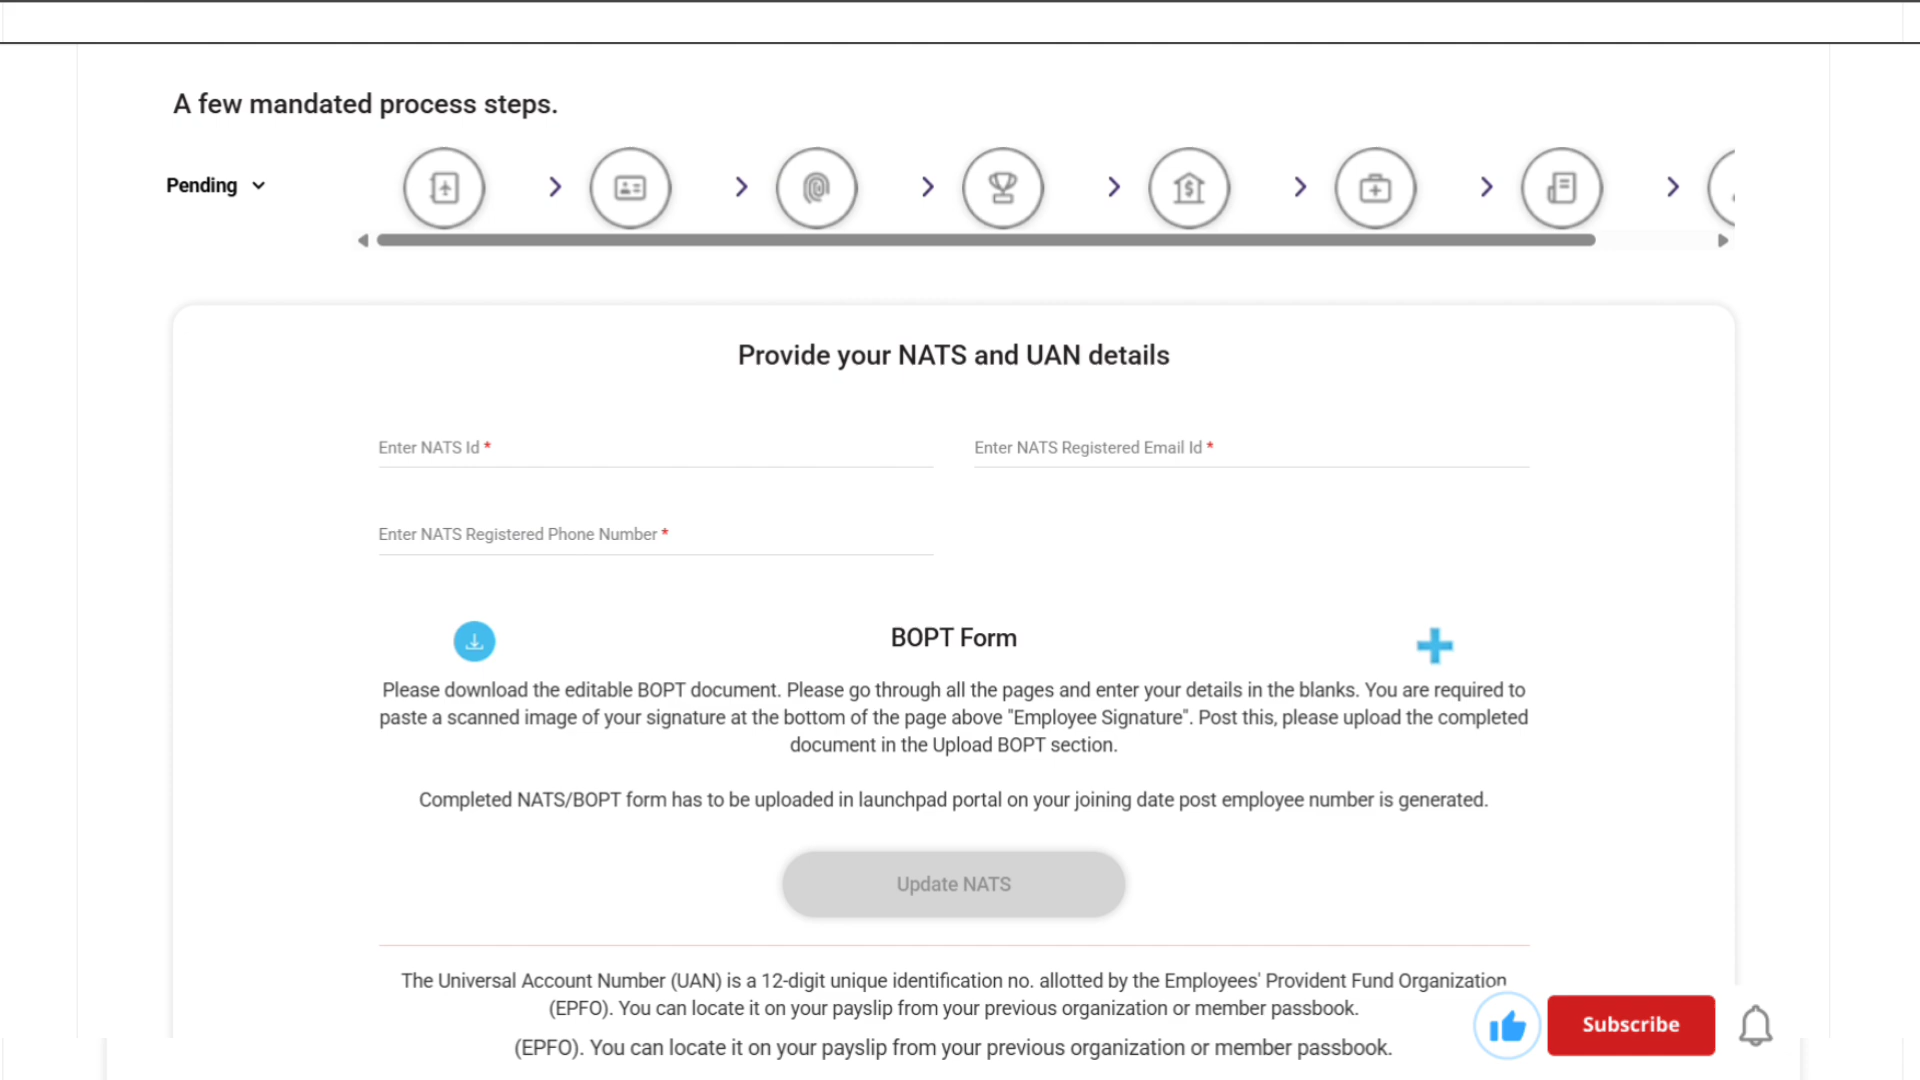 A few mandated process steps.
Pending
Provide your NATS and UAN details
Enter NATS Id *
Enter NATS Registered Email Id *
Enter NATS Registered Phone Number *
BOPT Form
Please download the editable BOPT document. Please go through all the pages and enter your details in the blanks. You are required to
paste a scanned image of your signature at the bottom of the page above "Employee Signature". Post this, please upload the completed
document in the Upload BOPT section.
Completed NATS/BOPT form has to be uploaded in launchpad portal on your joining date post employee number is generated.
Update NATS
The Universal Account Number (UAN) is a 12-digit unique identification no. allotted by the Employees' Provident Fund Organization
(EPFO). You can locate it on your payslip from your previous organization or member passbook.
(EPFO). You can locate it on your payslip from your previous organization or member passbook.
Subscribe